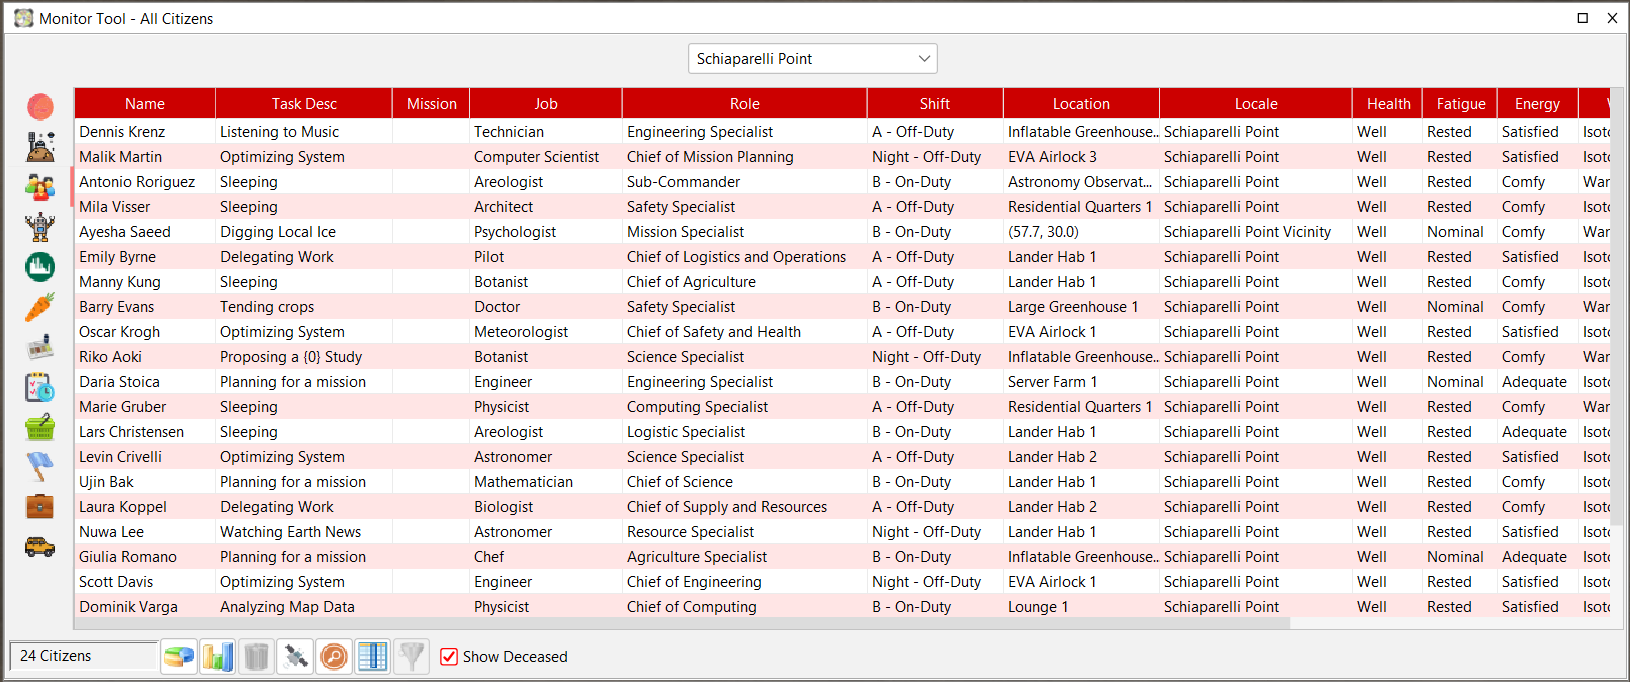 Monitor Tool - All Citizens
Schiaparelli Point
Name Task Desc Mission Job Role Shift Location Locale Health Fatigue Energy
Dennis Krenz Listening to Music Technician Engineering Specialist A - Off-Duty Inflatable Greenhouse... Schiaparelli Point Well Rested Satisfied Isoto
Malik Martin Optimizing System Computer Scientist Chief of Mission Planning Night - Off-Duty EVA Airlock 3 Schiaparelli Point Well Rested Satisfied Isoto
Antonio Roriguez Sleeping Areologist Sub-Commander B - On-Duty Astronomy Observat... Schiaparelli Point Well Rested Comfy War
Mila Visser Sleeping Architect Safety Specialist A - Off-Duty Residential Quarters 1 Schiaparelli Point Well Rested Comfy War
Ayesha Saeed Digging Local Ice Psychologist Mission Specialist B - On-Duty (57.7, 30.0) Schiaparelli Point Vicinity Well Nominal Comfy War
Emily Byrne Delegating Work Pilot Chief of Logistics and Operations A - Off-Duty Lander Hab 1 Schiaparelli Point Well Rested Satisfied Isoto
Manny Kung Sleeping Botanist Chief of Agriculture A - Off-Duty Lander Hab 1 Schiaparelli Point Well Rested Comfy Isoto
Barry Evans Tending crops Doctor Safety Specialist B - On-Duty Large Greenhouse 1 Schiaparelli Point Well Nominal Comfy War
Oscar Krogh Optimizing System Meteorologist Chief of Safety and Health A - Off-Duty EVA Airlock 1 Schiaparelli Point Well Rested Satisfied Isoto
Riko Aoki Proposing a {0} Study Botanist Science Specialist Night - Off-Duty Inflatable Greenhouse... Schiaparelli Point Well Rested Comfy War
Daria Stoica Planning for a mission Engineer Engineering Specialist B - On-Duty Server Farm 1 Schiaparelli Point Well Nominal Adequate Isoto
Marie Gruber Sleeping Physicist Computing Specialist A - Off-Duty Residential Quarters 1 Schiaparelli Point Well Rested Comfy War
Lars Christensen Sleeping Areologist Logistic Specialist B - On-Duty Lander Hab 1 Schiaparelli Point Well Rested Adequate Isoto
Levin Crivelli Optimizing System Astronomer Science Specialist A - Off-Duty Lander Hab 2 Schiaparelli Point Well Rested Satisfied Isoto
Ujin Bak Planning for a mission Mathematician Chief of Science B - On-Duty Lander Hab 1 Schiaparelli Point Well Rested Comfy Isoto
Laura Koppel Delegating Work Biologist Chief of Supply and Resources A - Off-Duty Lander Hab 2 Schiaparelli Point Well Rested Comfy Isoto
Nuwa Lee Watching Earth News Astronomer Resource Specialist Night - Off-Duty Lander Hab 1 Schiaparelli Point Well Rested Satisfied Isoto
Giulia Romano Planning for a mission Chef Agriculture Specialist B - On-Duty Inflatable Greenhouse... Schiaparelli Point Well Nominal Adequate Isoto
Scott Davis Optimizing System Engineer Chief of Engineering Night - Off-Duty EVA Airlock 1 Schiaparelli Point Well Rested Satisfied Isoto
Dominik Varga Analyzing Map Data Physicist Chief of Computing B - On-Duty Lounge 1 Schiaparelli Point Well Rested Satisfied Isoto
24 Citizens Show Deceased